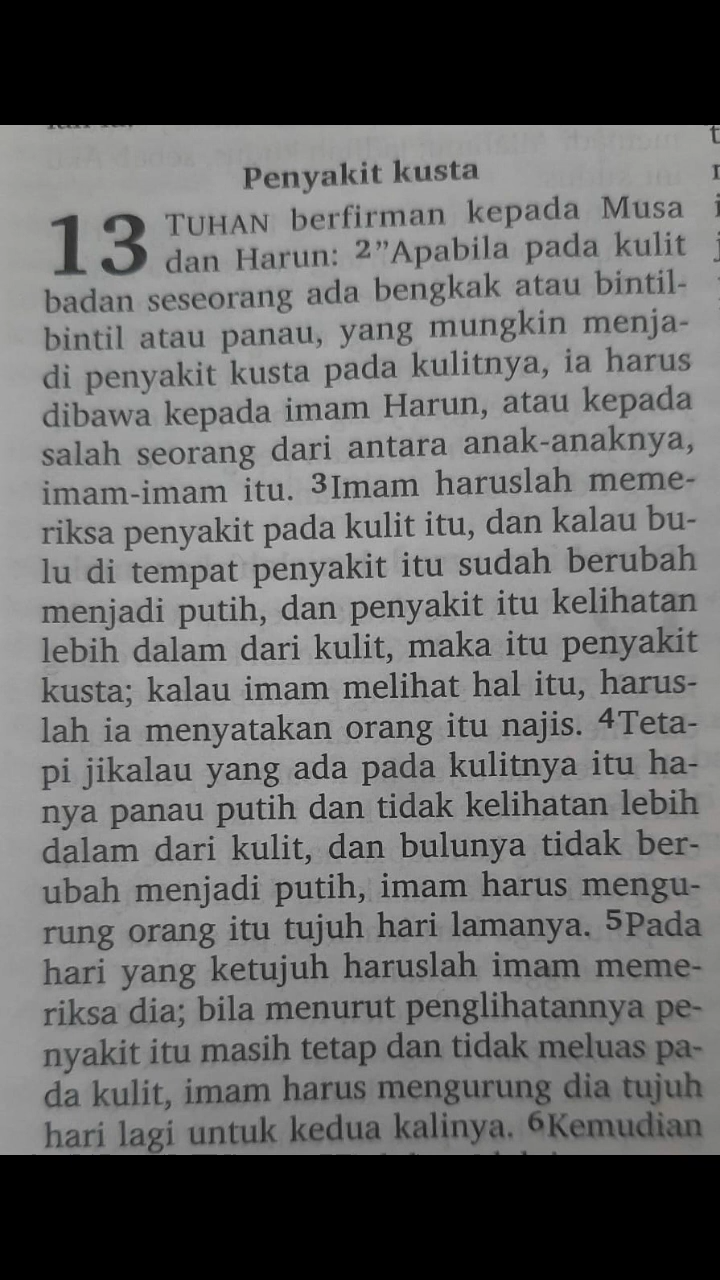 Penyakit kusta
13 TUHAN berfirman kepada Musa
dan Harun: 2"Apabila pada kulit
badan seseorang ada bengkak atau bintil-
bintil atau panau, yang mungkin menja-
di penyakit kusta pada kulitnya, ia harus
dibawa kepada imam Harun, atau kepada
salah seorang dari antara anak-anaknya,
imam-imam itu. 3Imam haruslah meme-
riksa penyakit pada kulit itu, dan kalau bu-
lu di tempat penyakit itu sudah berubah
menjadi putih, dan penyakit itu kelihatan
lebih dalam dari kulit, maka itu penyakit
kusta; kalau imam melihat hal itu, harus-
lah ia menyatakan orang itu najis. 4Teta-
pi jikalau yang ada pada kulitnya itu ha-
nya panau putih dan tidak kelihatan lebih
dalam dari kulit, dan bulunya tidak ber-
ubah menjadi putih, imam harus mengu-
rung orang itu tujuh hari lamanya. 5Pada
hari yang ketujuh haruslah imam meme-
riksa dia; bila menurut penglihatannya pe-
nyakit itu masih tetap dan tidak meluas pa-
da kulit, imam harus mengurung dia tujuh
hari lagi untuk kedua kalinya. 6Kemudian